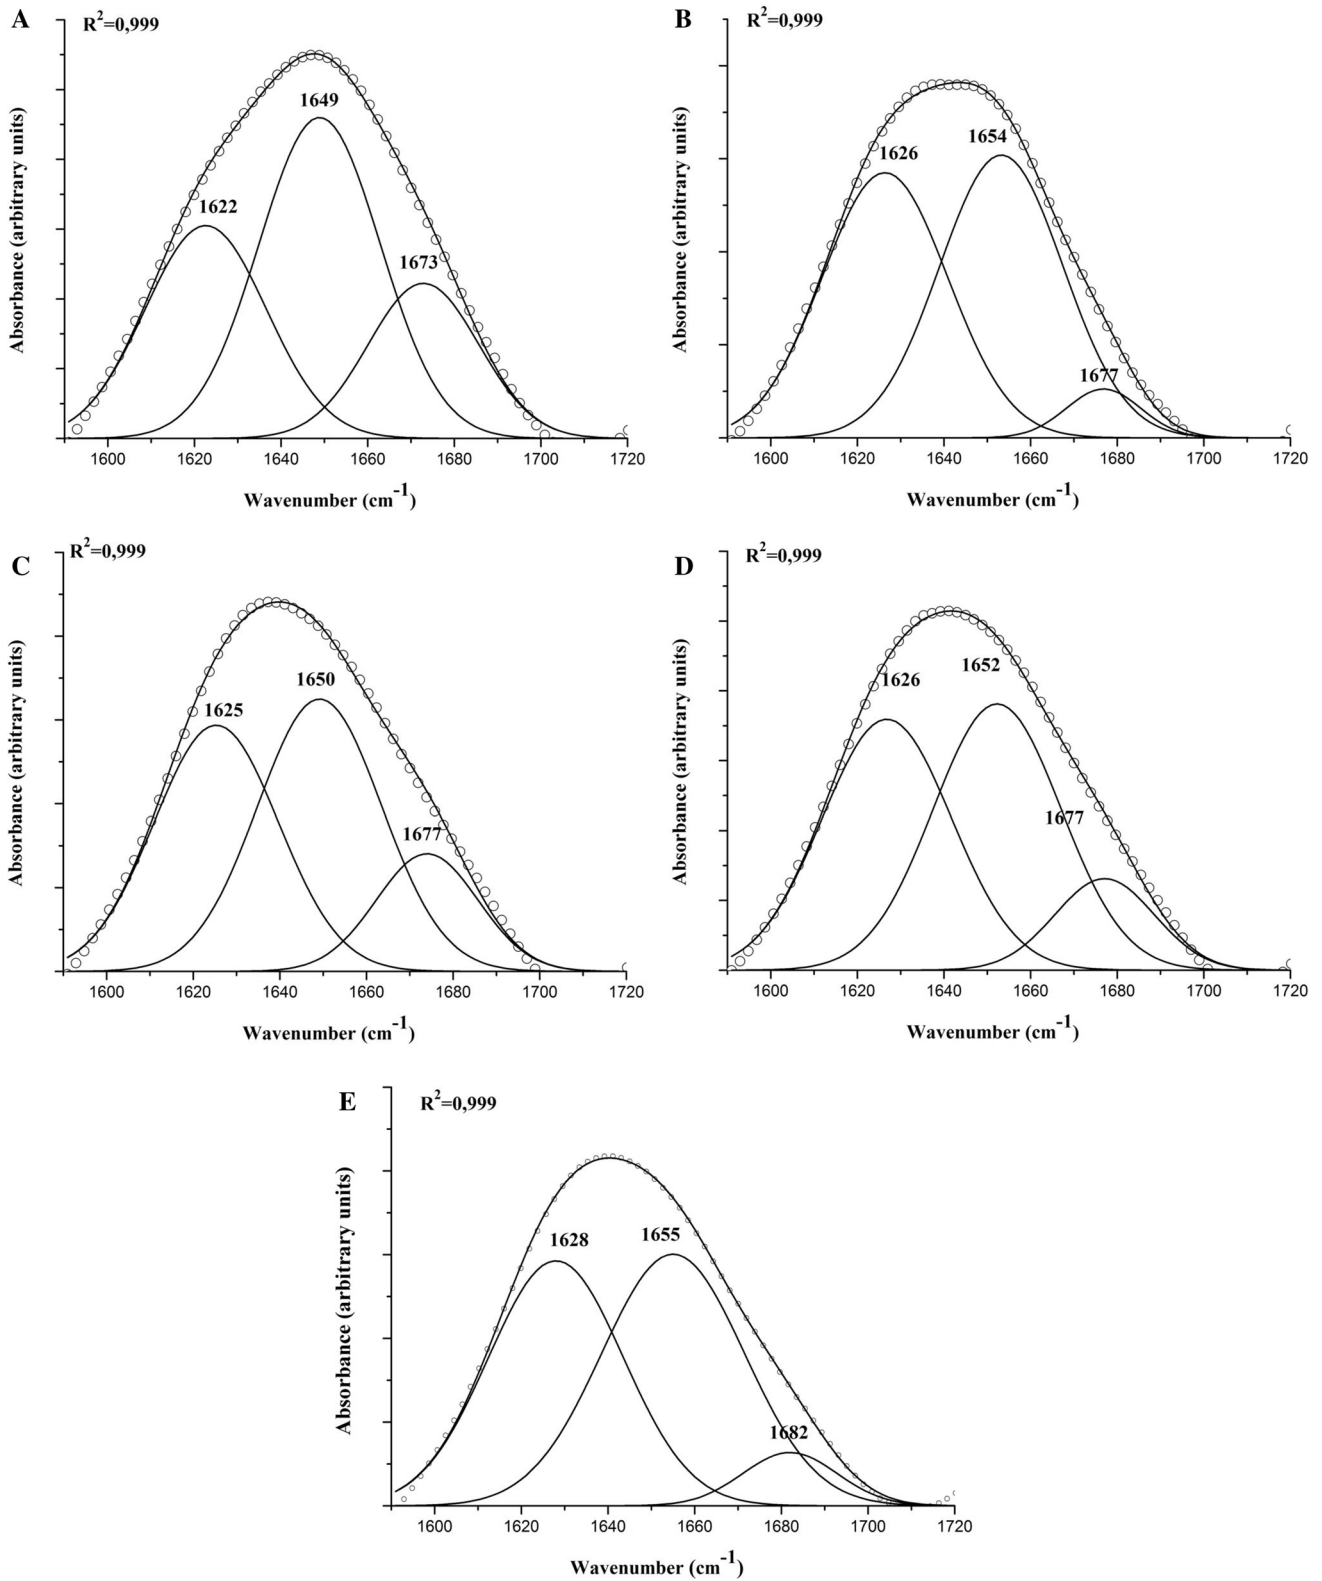 A
R²=0,999
1649
1622
1673
Absorbance (arbitrary units)
1600 1620 1640 1660 1680 1700 1720
Wavenumber (cm⁻¹)
B
R²=0,999
1654
1626
1677
Absorbance (arbitrary units)
1600 1620 1640 1660 1680 1700 1720
Wavenumber (cm⁻¹)
C
R²=0,999
1650
1625
1677
Absorbance (arbitrary units)
1600 1620 1640 1660 1680 1700 1720
Wavenumber (cm⁻¹)
D
R²=0,999
1652
1626
1677
Absorbance (arbitrary units)
1600 1620 1640 1660 1680 1700 1720
Wavenumber (cm⁻¹)
E
R²=0,999
1628
1655
1682
Absorbance (arbitrary units)
1600 1620 1640 1660 1680 1700 1720
Wavenumber (cm⁻¹)